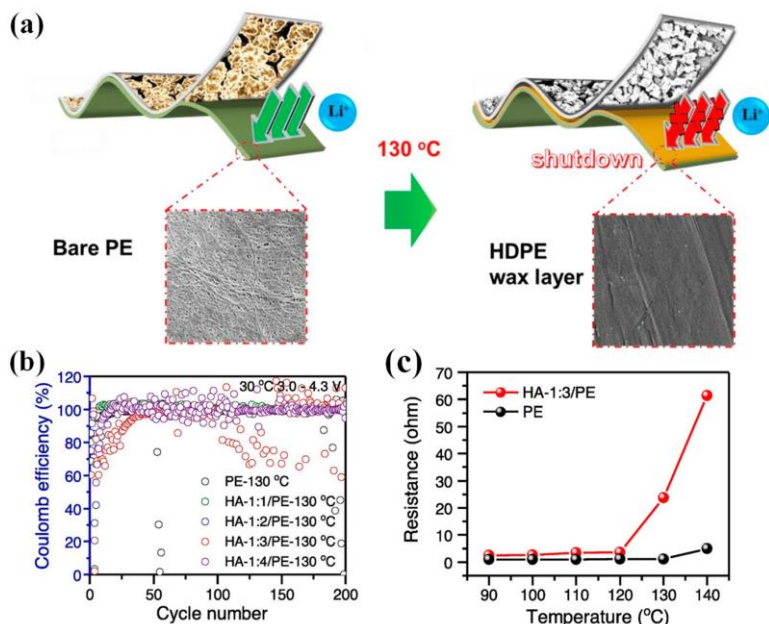 (a)
Li⁺
130 °C
Li⁺
shutdown
Bare PE
HDPE
wax layer
(b)
120
100
80
60
40
20
0
Coulomb efficiency (%)
30 °C 3.0 - 4.3 V
PE-130 °C
HA-1:1/PE-130 °C
HA-1:2/PE-130 °C
HA-1:3/PE-130 °C
HA-1:4/PE-130 °C
0 50 100 150 200
Cycle number
(c)
70
60
50
40
30
20
10
0
Resistance (ohm)
HA-1:3/PE
PE
90 100 110 120 130 140
Temperature (°C)